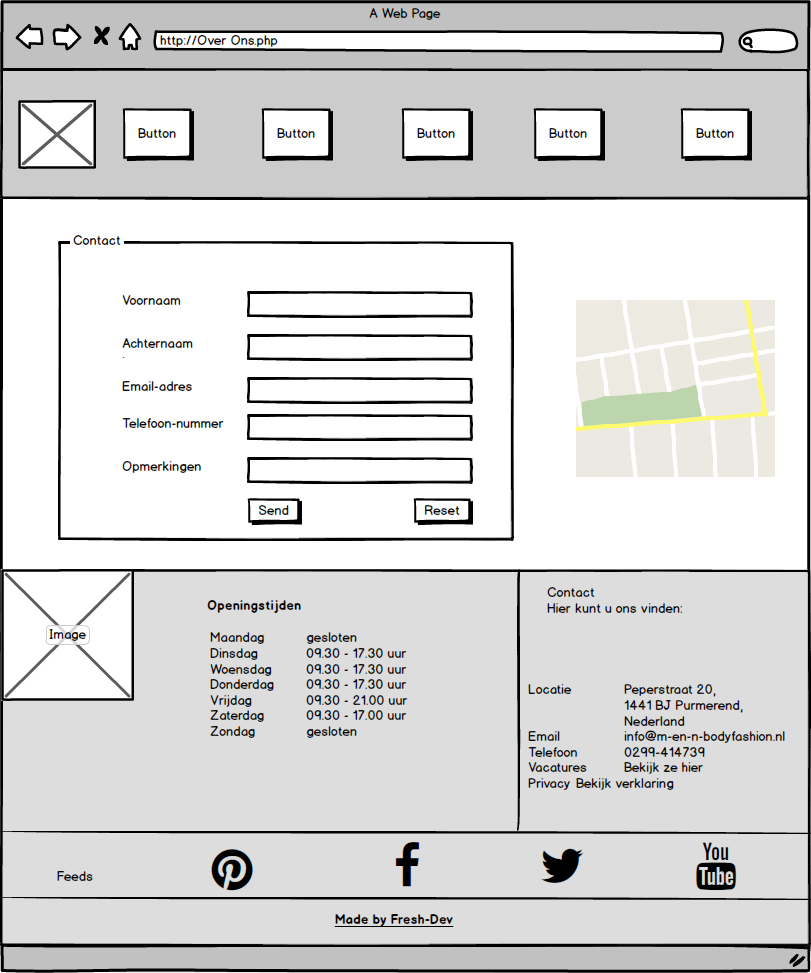 A Web Page
http://Over Ons.php
Button Button Button Button Button
Contact
Voornaam
Achternaam
Email-adres
Telefoon-nummer
Opmerkingen
Send Reset
Image
Openingstijden
Maandag gesloten
Dinsdag 09.30 - 17.30 uur
Woensdag 09.30 - 17.30 uur
Donderdag 09.30 - 17.30 uur
Vrijdag 09.30 - 21.00 uur
Zaterdag 09.30 - 17.00 uur
Zondag gesloten
Contact
Hier kunt u ons vinden:
Locatie Peperstraat 20,
1441 BJ Purmerend,
Nederland
Email info@m-en-n-bodyfashion.nl
Telefoon 0299-414739
Vacatures Bekijk ze hier
Privacy Bekijk verklaring
Feeds
You
Tube
Made by Fresh-Dev